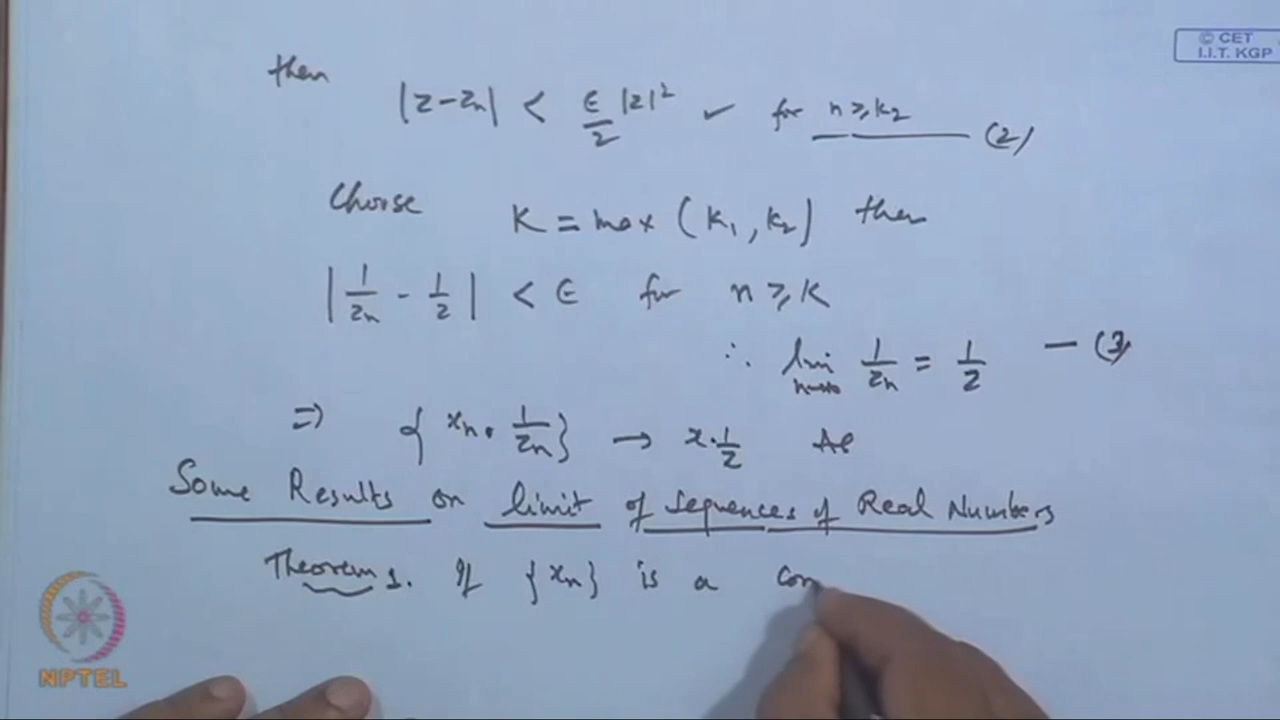 © CET
I.I.T. KGP
then
|z-zₙ| < ε/2 |z|² ✓ for n ≥ k₂ — (2)
Choose K = max (k₁, k₂) then
|1/zₙ - 1/z| < ε for n ≥ K
∴ lim n→∞ 1/zₙ = 1/z — (3)
⇒ {xₙ · 1/zₙ} → x · 1/z As
Some Results on limit of Sequences of Real Numbers
Theorem 1. If {xₙ} is a con
NPTEL